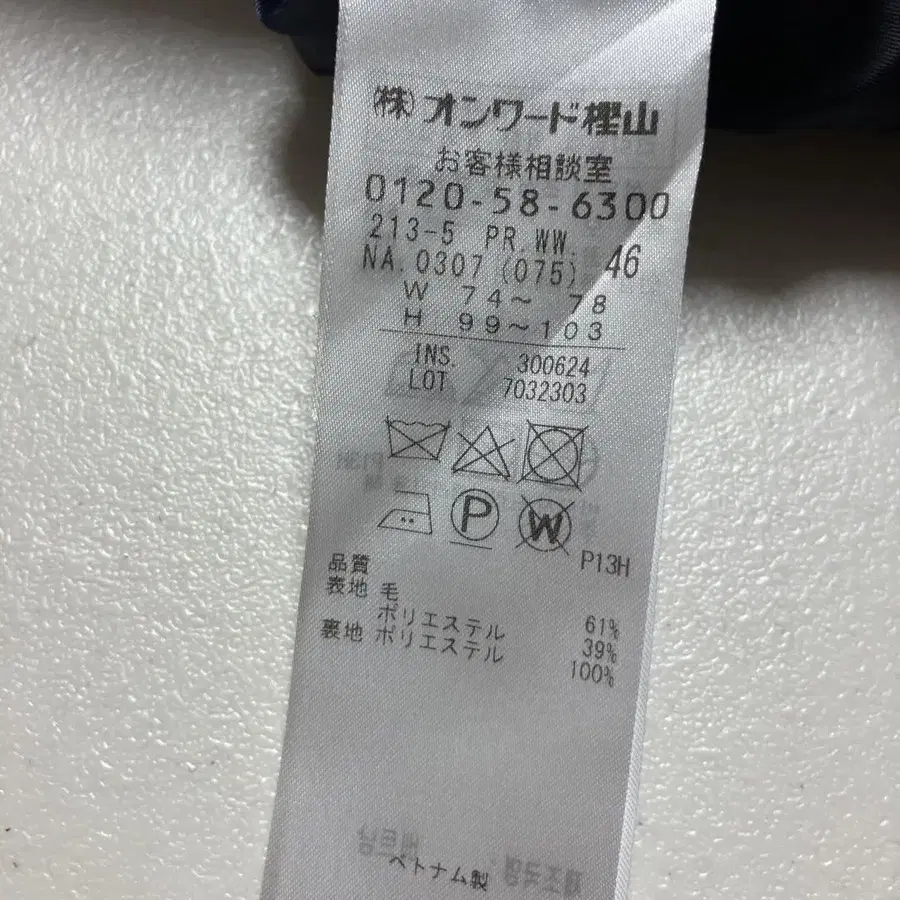 (株)オンワード樫山
お客様相談室
0120-58-6300
213-5 PR.WW.
NA.0307(075) 46
W 74～ 78
H 99～103
INS. 300624
LOT 7032303
P
W
P13H
品質
表地 毛 61%
ポリエステル 39%
裏地 ポリエステル 100%
ベトナム製